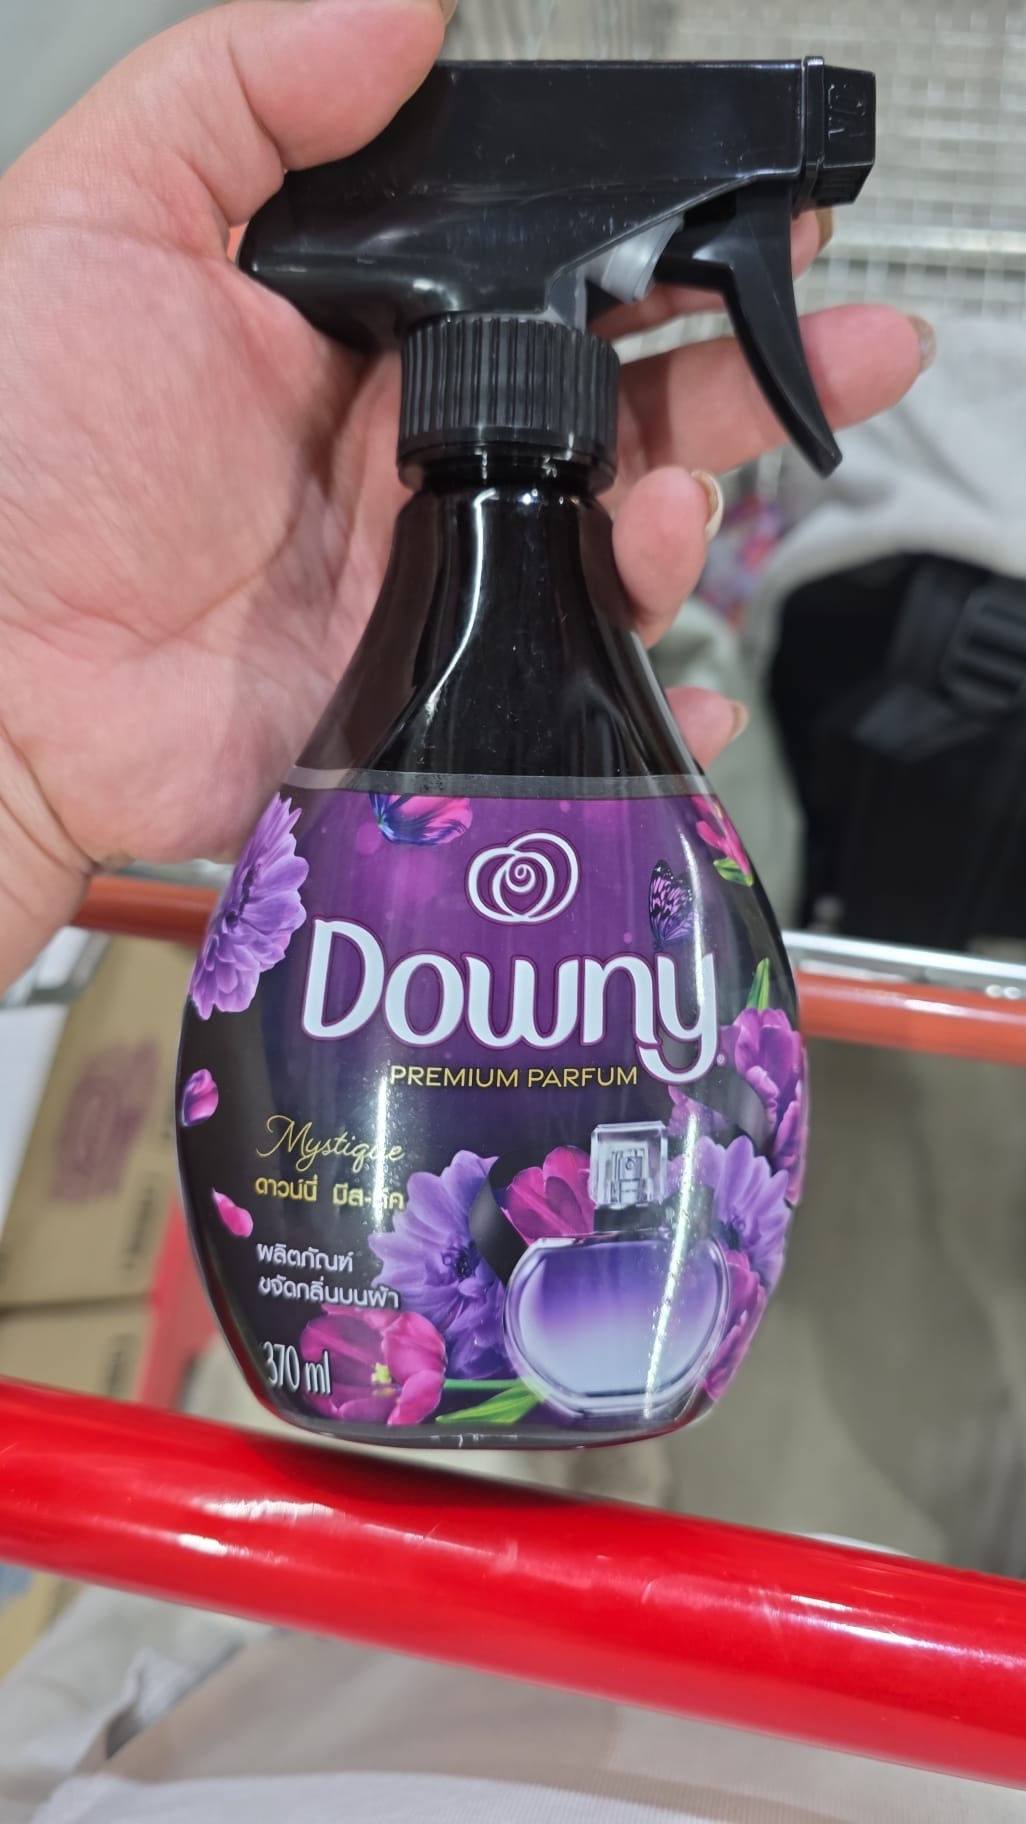 Downy
PREMIUM PARFUM
Mystique
ดาวน์นี่ มีส-ติค
ผลิตภัณฑ์
ขจัดกลิ่นบนผ้า
370 ml